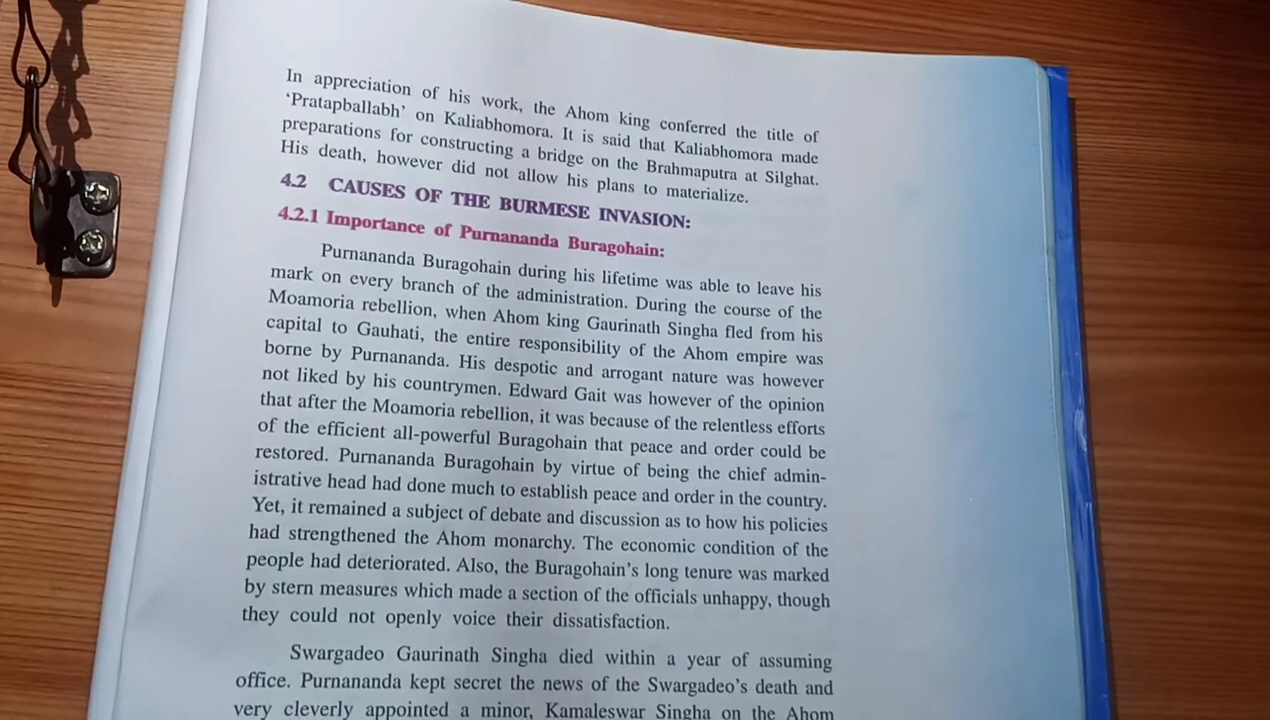 In appreciation of his work, the Ahom king conferred the title of
‘Pratapballabh’ on Kaliabhomora. It is said that Kaliabhomora made
preparations for constructing a bridge on the Brahmaputra at Silghat.
His death, however did not allow his plans to materialize.
4.2 CAUSES OF THE BURMESE INVASION:
4.2.1 Importance of Purnananda Buragohain:
Purnananda Buragohain during his lifetime was able to leave his
mark on every branch of the administration. During the course of the
Moamoria rebellion, when Ahom king Gaurinath Singha fled from his
capital to Gauhati, the entire responsibility of the Ahom empire was
borne by Purnananda. His despotic and arrogant nature was however
not liked by his countrymen. Edward Gait was however of the opinion
that after the Moamoria rebellion, it was because of the relentless efforts
of the efficient all-powerful Buragohain that peace and order could be
restored. Purnananda Buragohain by virtue of being the chief admin-
istrative head had done much to establish peace and order in the country.
Yet, it remained a subject of debate and discussion as to how his policies
had strengthened the Ahom monarchy. The economic condition of the
people had deteriorated. Also, the Buragohain’s long tenure was marked
by stern measures which made a section of the officials unhappy, though
they could not openly voice their dissatisfaction.
Swargadeo Gaurinath Singha died within a year of assuming
office. Purnananda kept secret the news of the Swargadeo’s death and
very cleverly appointed a minor, Kamaleswar Singha on the Ahom